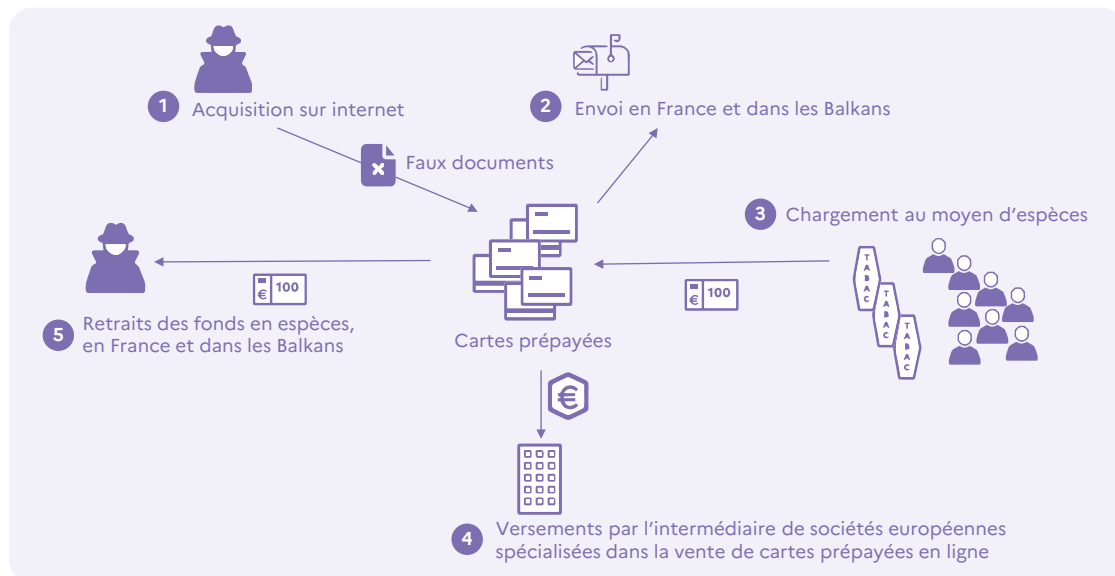 1 Acquisition sur internet
2 Envoi en France et dans les Balkans
Faux documents
3 Chargement au moyen d'espèces
TABAC
TABAC
TABAC
€ 100
€ 100
5 Retraits des fonds en espèces,
en France et dans les Balkans
Cartes prépayées
€
4 Versements par l'intermédiaire de sociétés européennes
spécialisées dans la vente de cartes prépayées en ligne